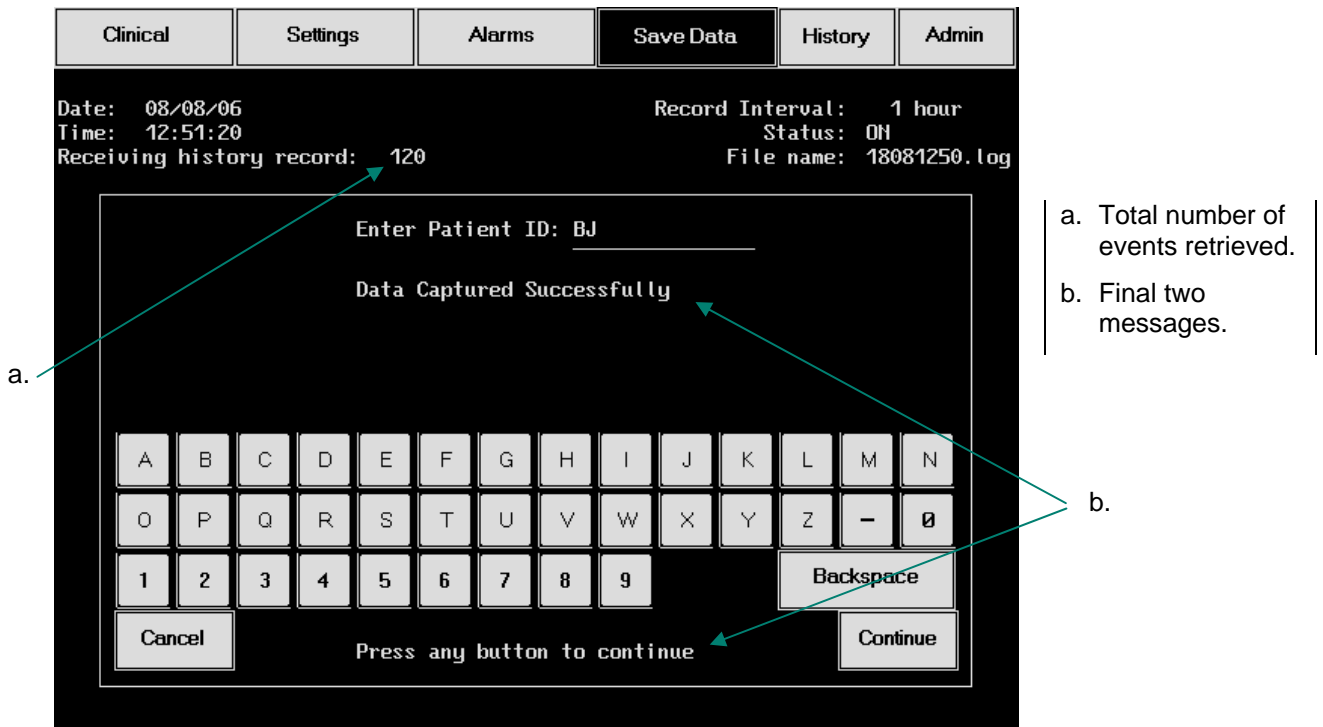 Clinical Settings Alarms Save Data History Admin
Date: 08/08/06 Record Interval: 1 hour
Time: 12:51:20 Status: ON
Receiving history record: 120 File name: 18081250.log
Enter Patient ID: BJ
Data Captured Successfully
A B C D E F G H I J K L M N
O P Q R S T U V W X Y Z – 0
1 2 3 4 5 6 7 8 9 Backspace
Cancel Press any button to continue Continue
a.
b.
a. Total number of
events retrieved.
b. Final two
messages.